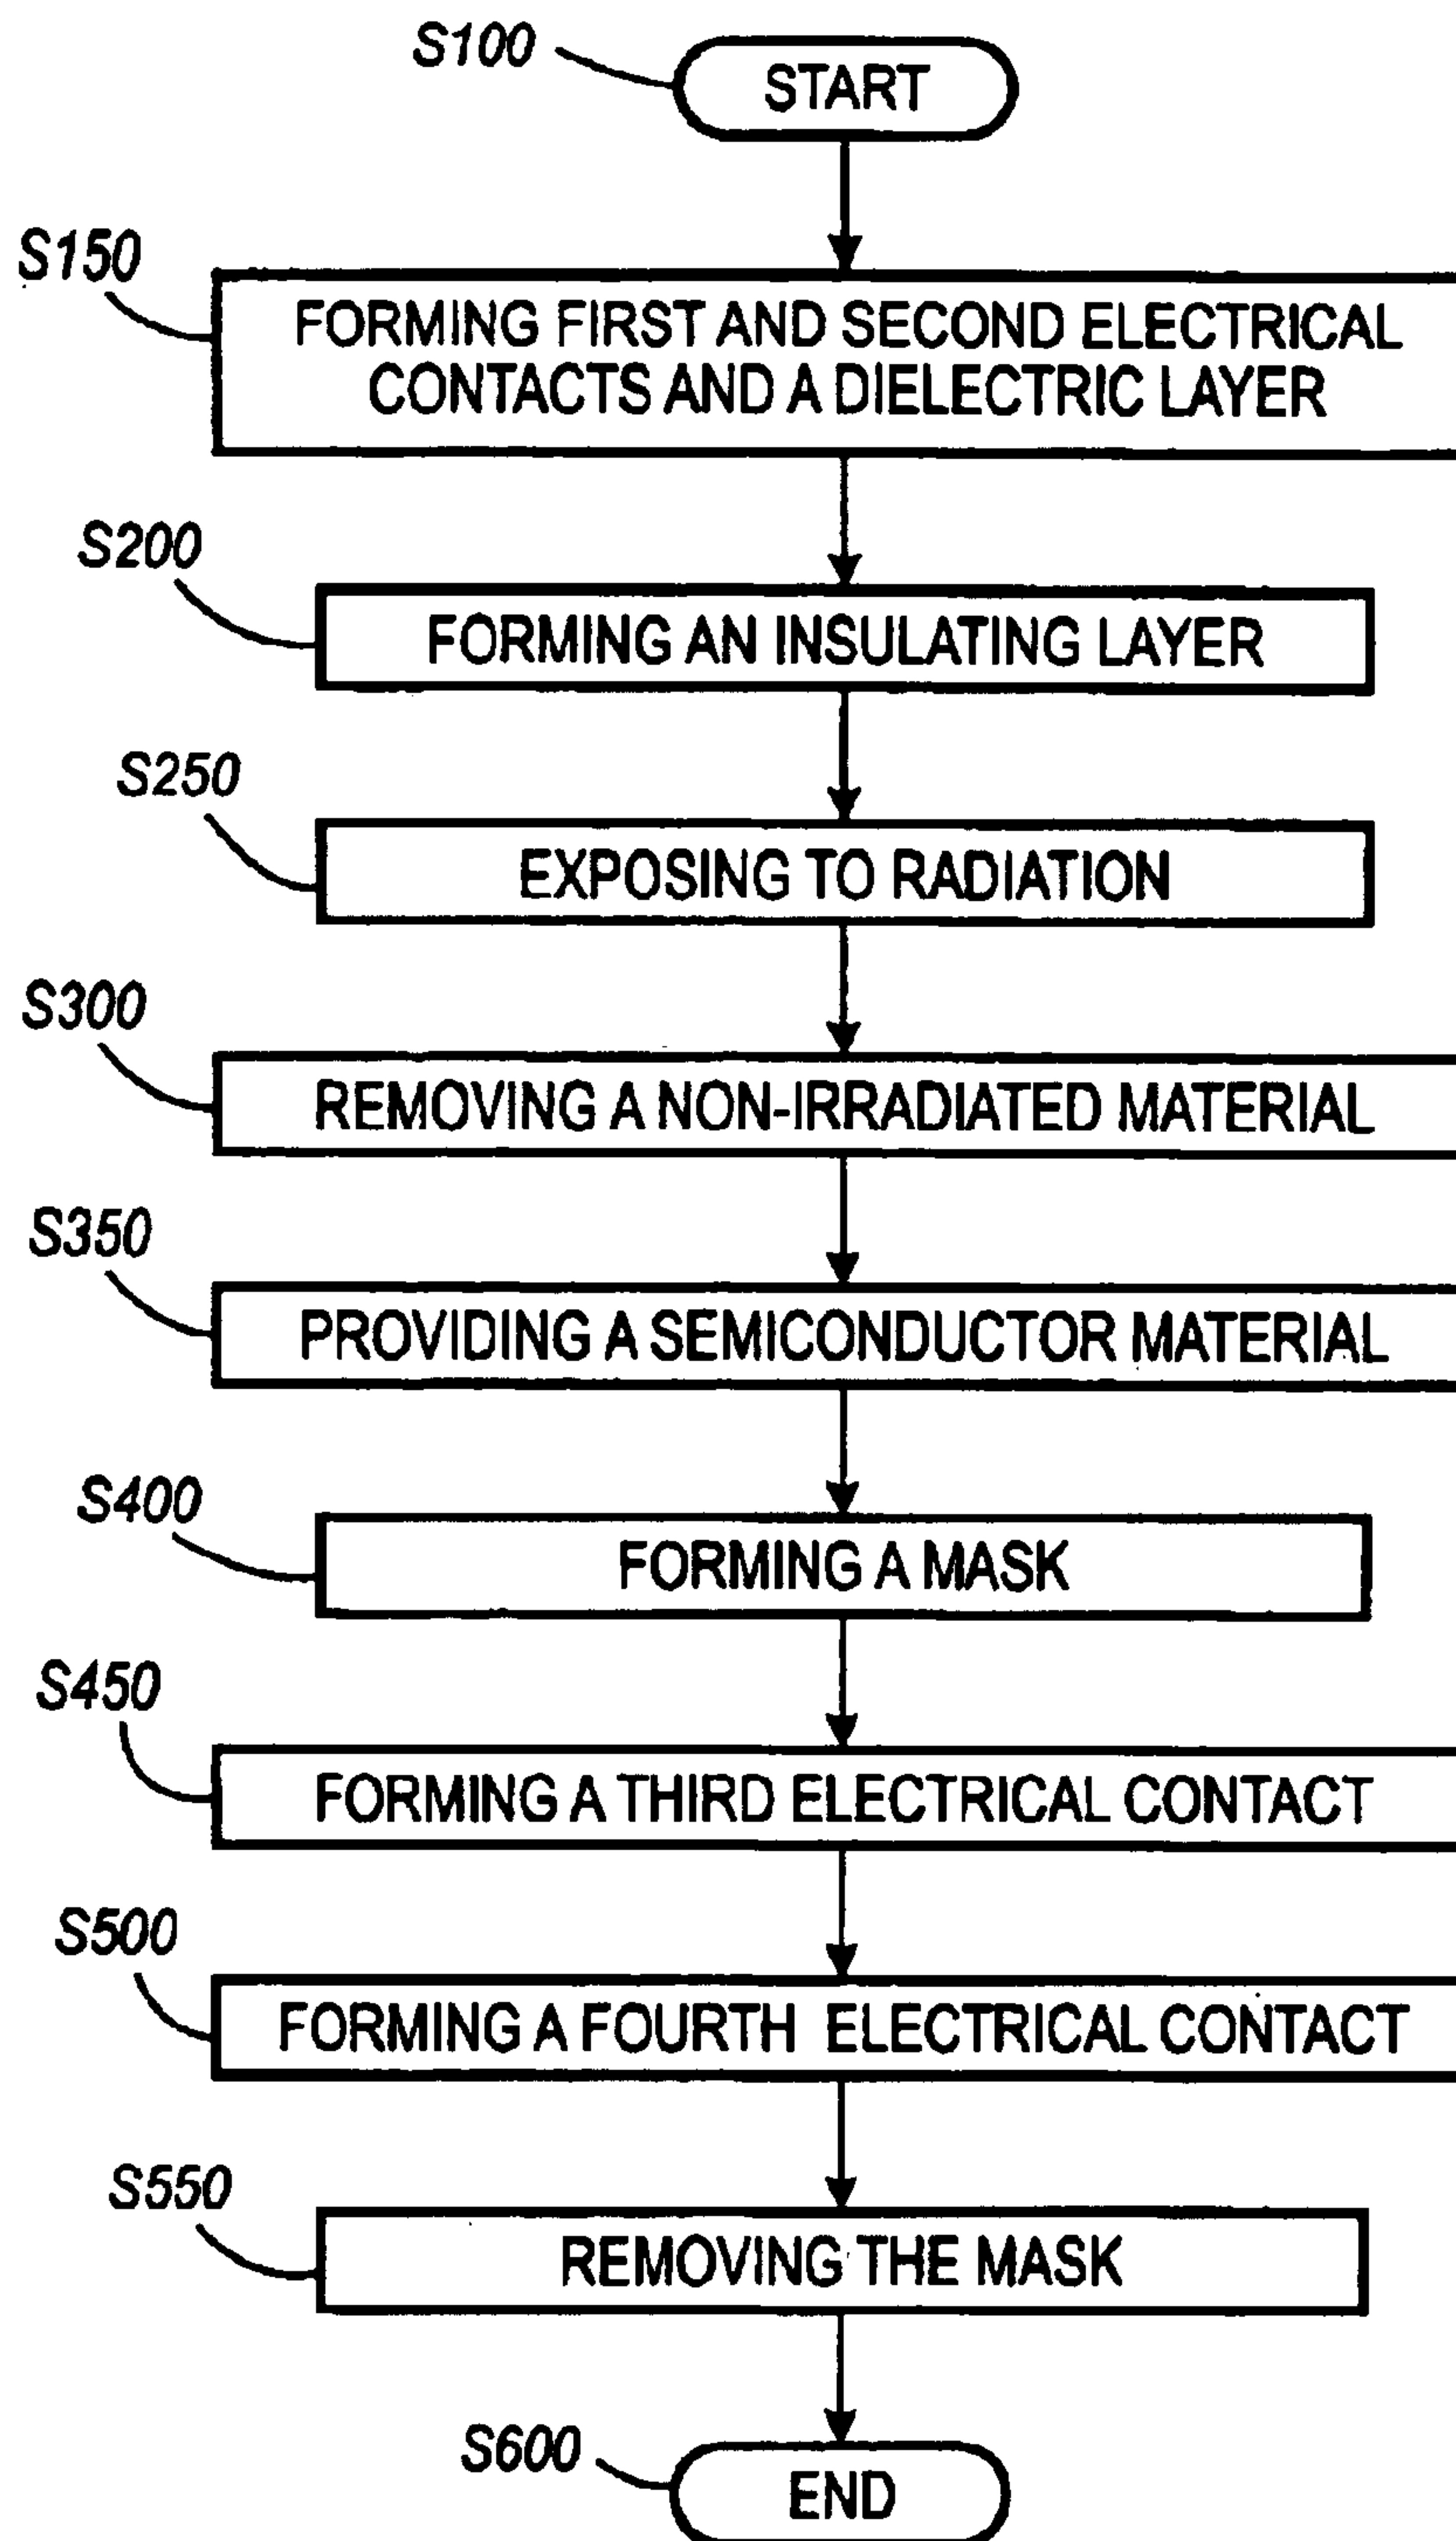 S100
START
S150
FORMING FIRST AND SECOND ELECTRICAL
CONTACTS AND A DIELECTRIC LAYER
S200
FORMING AN INSULATING LAYER
S250
EXPOSING TO RADIATION
S300
REMOVING A NON-IRRADIATED MATERIAL
S350
PROVIDING A SEMICONDUCTOR MATERIAL
S400
FORMING A MASK
S450
FORMING A THIRD ELECTRICAL CONTACT
S500
FORMING A FOURTH ELECTRICAL CONTACT
S550
REMOVING THE MASK
S600
END